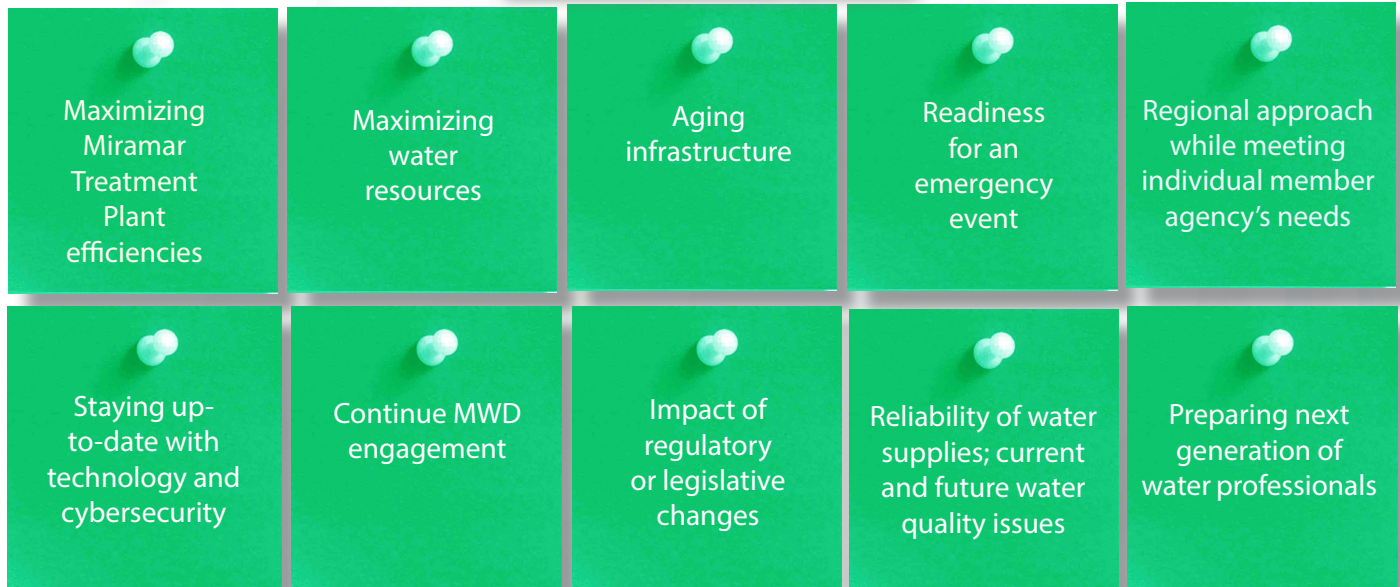 Maximizing
Miramar
Treatment
Plant
efficiencies
Maximizing
water
resources
Aging
infrastructure
Readiness
for an
emergency
event
Regional approach
while meeting
individual member
agency’s needs
Staying up-
to-date with
technology and
cybersecurity
Continue MWD
engagement
Impact of
regulatory
or legislative
changes
Reliability of water
supplies; current
and future water
quality issues
Preparing next
generation of
water professionals